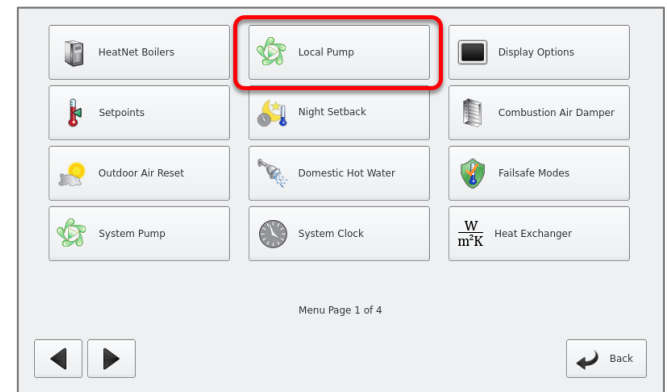 HeatNet Boilers
Local Pump
Display Options
Setpoints
Night Setback
Combustion Air Damper
Outdoor Air Reset
Domestic Hot Water
Failsafe Modes
System Pump
System Clock
W
m²K
Heat Exchanger
Menu Page 1 of 4
Back